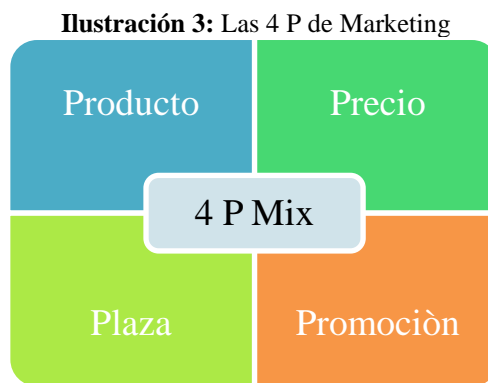 Ilustración 3: Las 4 P de Marketing
Producto
Precio
4 P Mix
Plaza
Promociòn